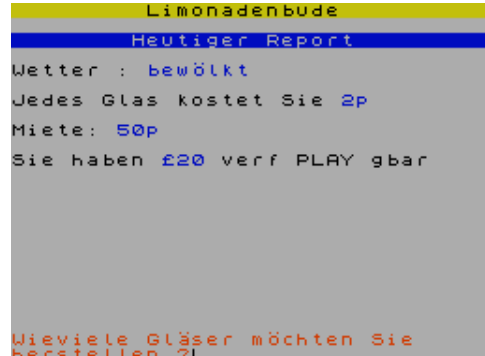 Limonadenbude
Heutiger Report
Wetter : bewölkt
Jedes Glas kostet Sie 2p
Miete: 50p
Sie haben £20 verf PLAY gbar
Wieviele Gläser möchten Sie
herstellen ?